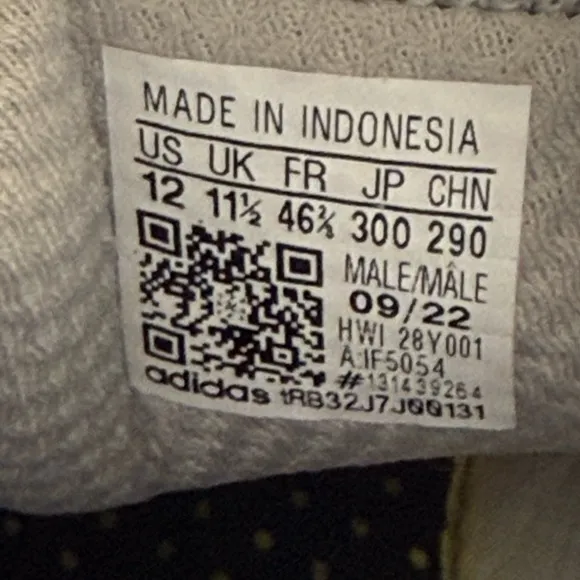 MADE IN INDONESIA
US UK FR JP CHN
12 11½ 46⅔ 300 290
MALE/MÂLE
09/22
HWI 28Y001
A:IF5054
#131439264
adidas tRB32J7J00131